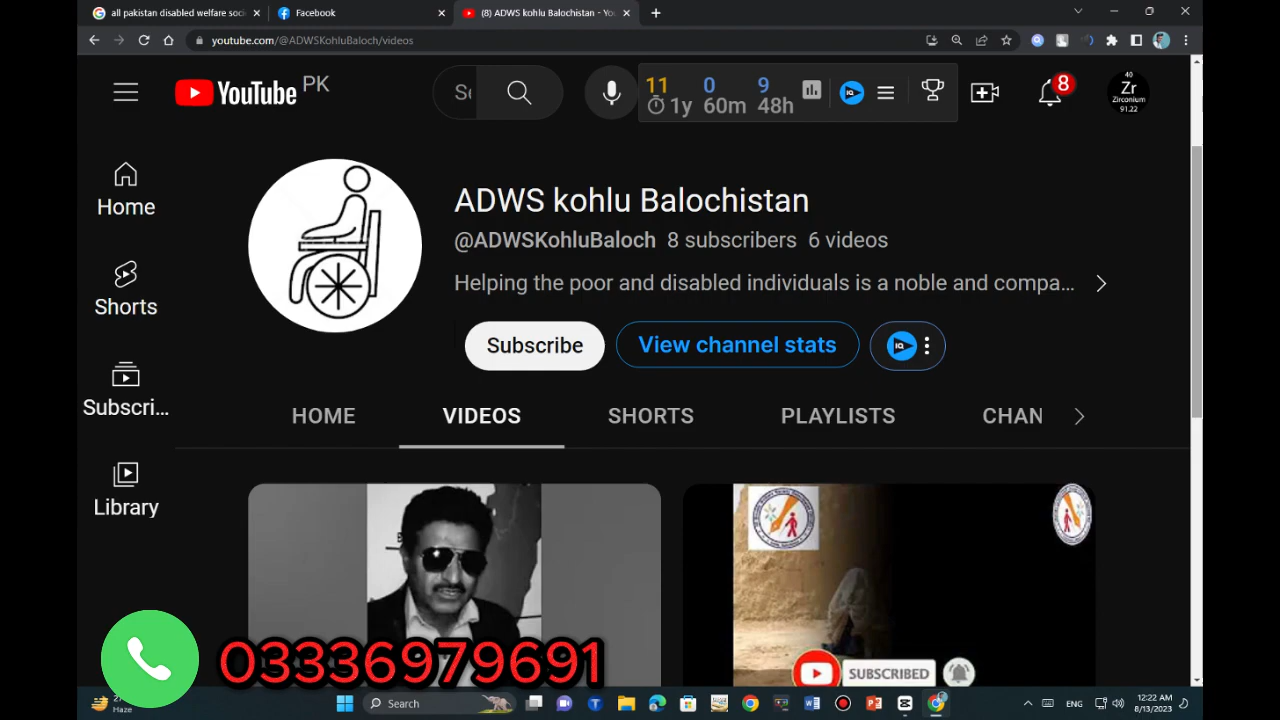 all pakistan disabled welfare soci
Facebook
(8) ADWS kohlu Balochistan - Yo
youtube.com/@ADWSKohluBaloch/videos
YouTube PK
11 0 9
1y 60m 48h
IQ
8
40
Zr
Zirconium
91.22
Home
Shorts
Subscri...
Library
ADWS kohlu Balochistan
@ADWSKohluBaloch 8 subscribers 6 videos
Helping the poor and disabled individuals is a noble and compa...
Subscribe
View channel stats
IQ
HOME
VIDEOS
SHORTS
PLAYLISTS
CHAN
SUBSCRIBED
03336979691
Haze
Search
ENG
12:22 AM
8/13/2023